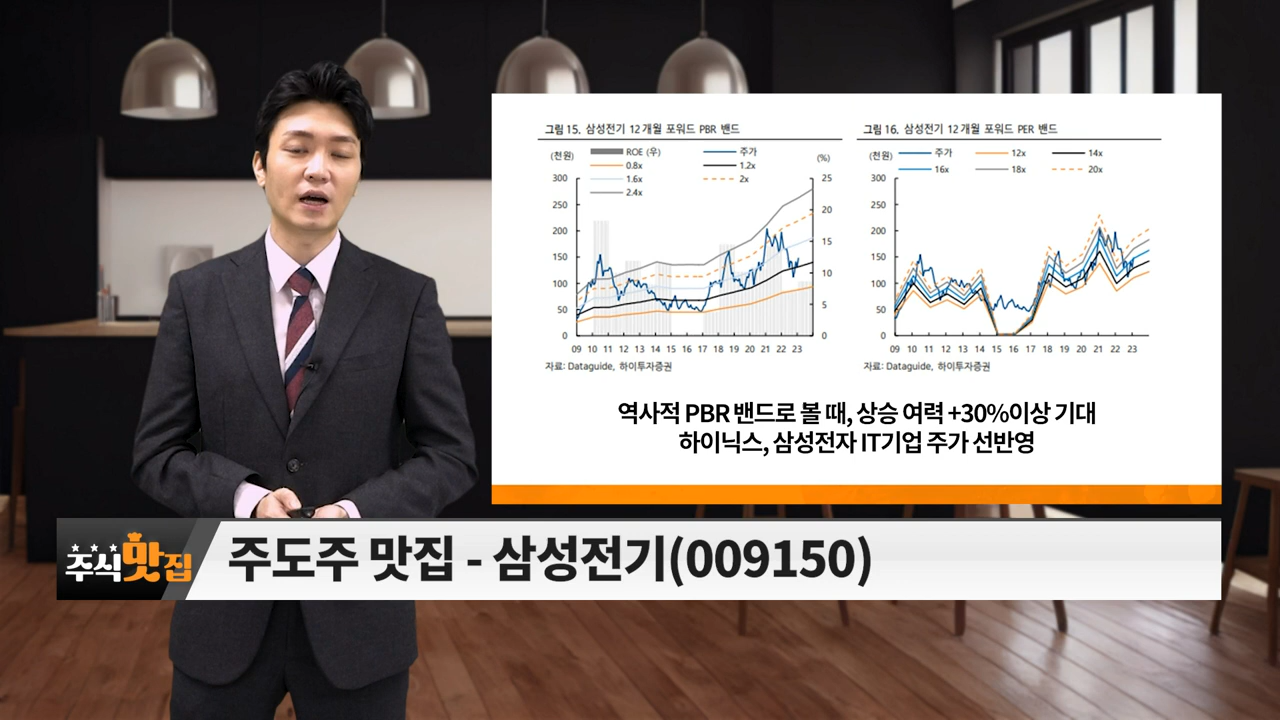 그림 15. 삼성전기 12개월 포워드 PBR 밴드
(천원)
ROE (우)
주가
(%)
0.8x
1.2x
1.6x
2x
2.4x
300
250
200
150
100
50
0
25
20
15
10
5
0
09 10 11 12 13 14 15 16 17 18 19 20 21 22 23
자료: Dataguide, 하이투자증권
그림 16. 삼성전기 12개월 포워드 PER 밴드
(천원)
주가
12x
14x
16x
18x
20x
300
250
200
150
100
50
0
09 10 11 12 13 14 15 16 17 18 19 20 21 22 23
자료: Dataguide, 하이투자증권
역사적 PBR 밴드로 볼 때, 상승 여력 +30%이상 기대
하이닉스, 삼성전자 IT기업 주가 선반영
주식맛집
주도주 맛집 - 삼성전기(009150)